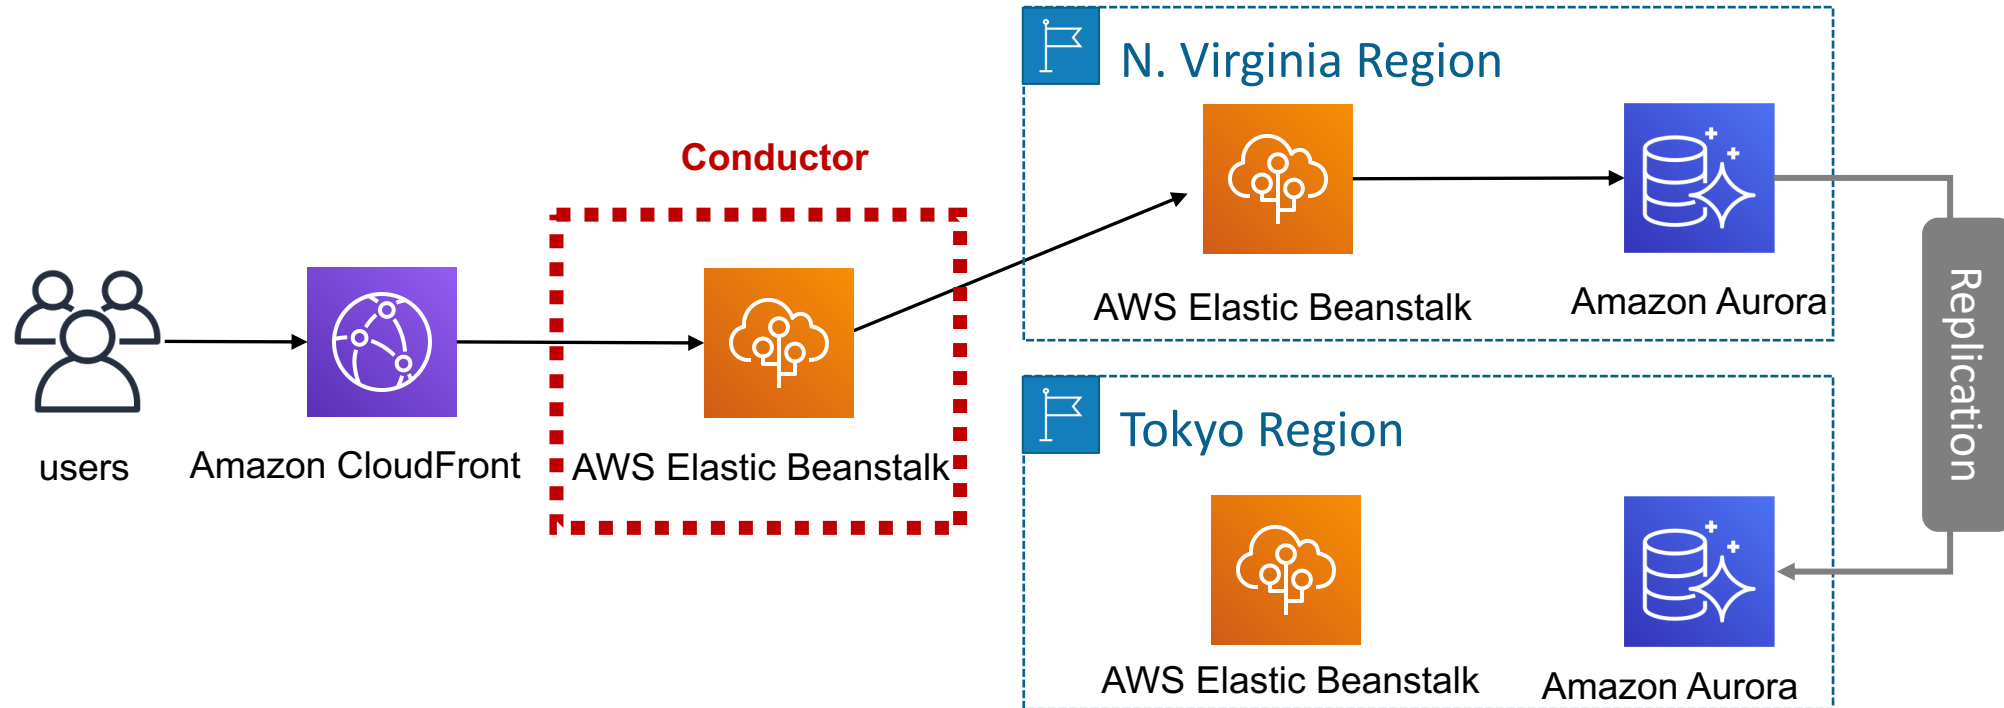 N. Virginia Region
Conductor
AWS Elastic Beanstalk
Amazon Aurora
users
Amazon CloudFront
AWS Elastic Beanstalk
Replication
Tokyo Region
AWS Elastic Beanstalk
Amazon Aurora